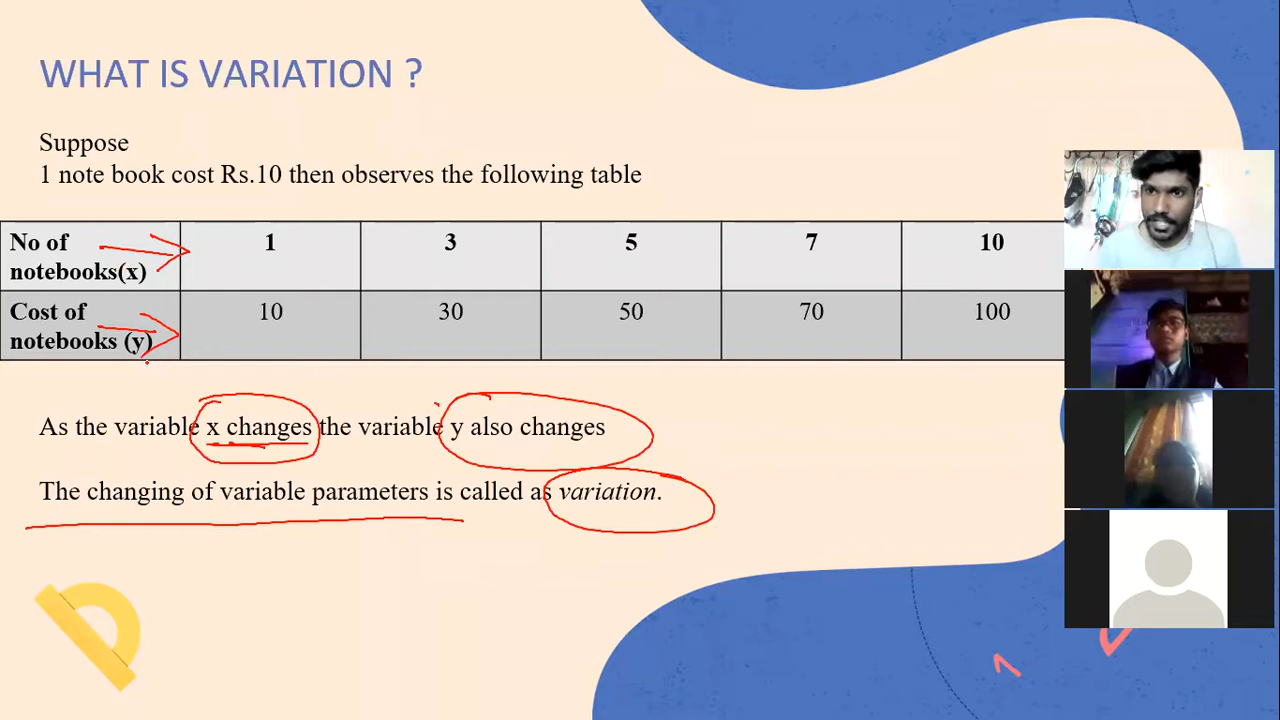 WHAT IS VARIATION ?
Suppose
1 note book cost Rs.10 then observes the following table
No of notebooks(x) 1 3 5 7 10
Cost of notebooks (y) 10 30 50 70 100
As the variable x changes the variable y also changes
The changing of variable parameters is called as variation.